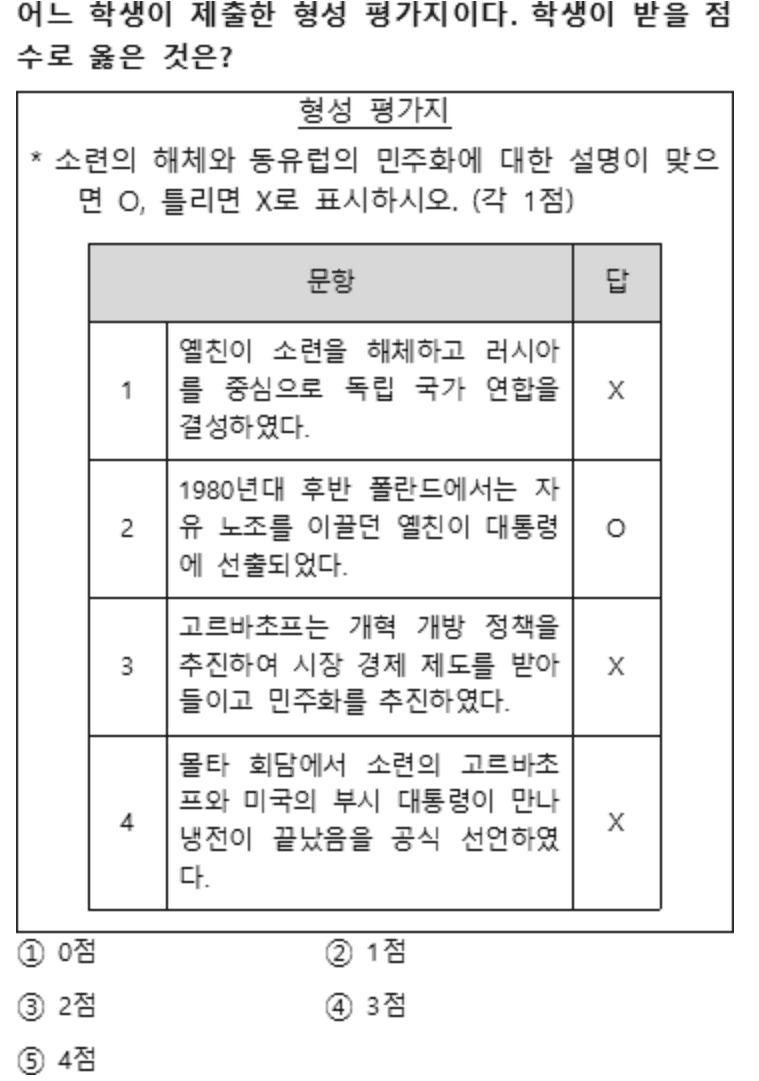 어느 학생이 제출한 형성 평가지이다. 학생이 받을 점
수로 옳은 것은?
형성 평가지
* 소련의 해체와 동유럽의 민주화에 대한 설명이 맞으
면 O, 틀리면 X로 표시하시오. (각 1점)
문항 답
옐친이 소련을 해체하고 러시아
1 를 중심으로 독립 국가 연합을 X
결성하였다.
1980년대 후반 폴란드에서는 자
2 유 노조를 이끌던 옐친이 대통령 O
에 선출되었다.
고르바초프는 개혁 개방 정책을
3 추진하여 시장 경제 제도를 받아 X
들이고 민주화를 추진하였다.
몰타 회담에서 소련의 고르바초
프와 미국의 부시 대통령이 만나
4 냉전이 끝났음을 공식 선언하였 X
다.
① 0점 ② 1점
③ 2점 ④ 3점
⑤ 4점